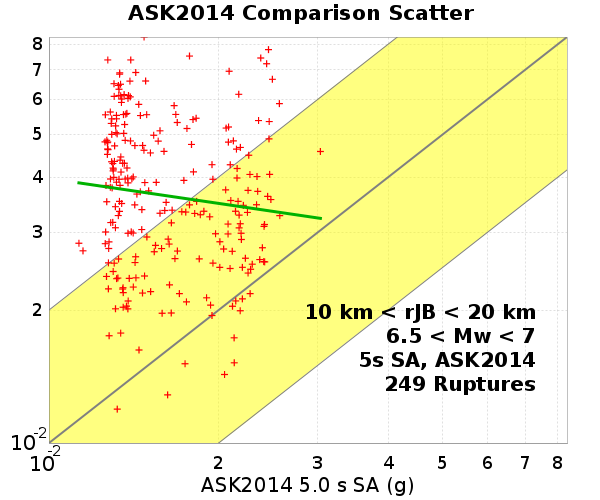 ASK2014 Comparison Scatter
8
7
6
5
4
3
2
10-2
10 km < rJB < 20 km
6.5 < Mw < 7
5s SA, ASK2014
249 Ruptures
10-2 2 3 4 5 6 7 8
ASK2014 5.0 s SA (g)